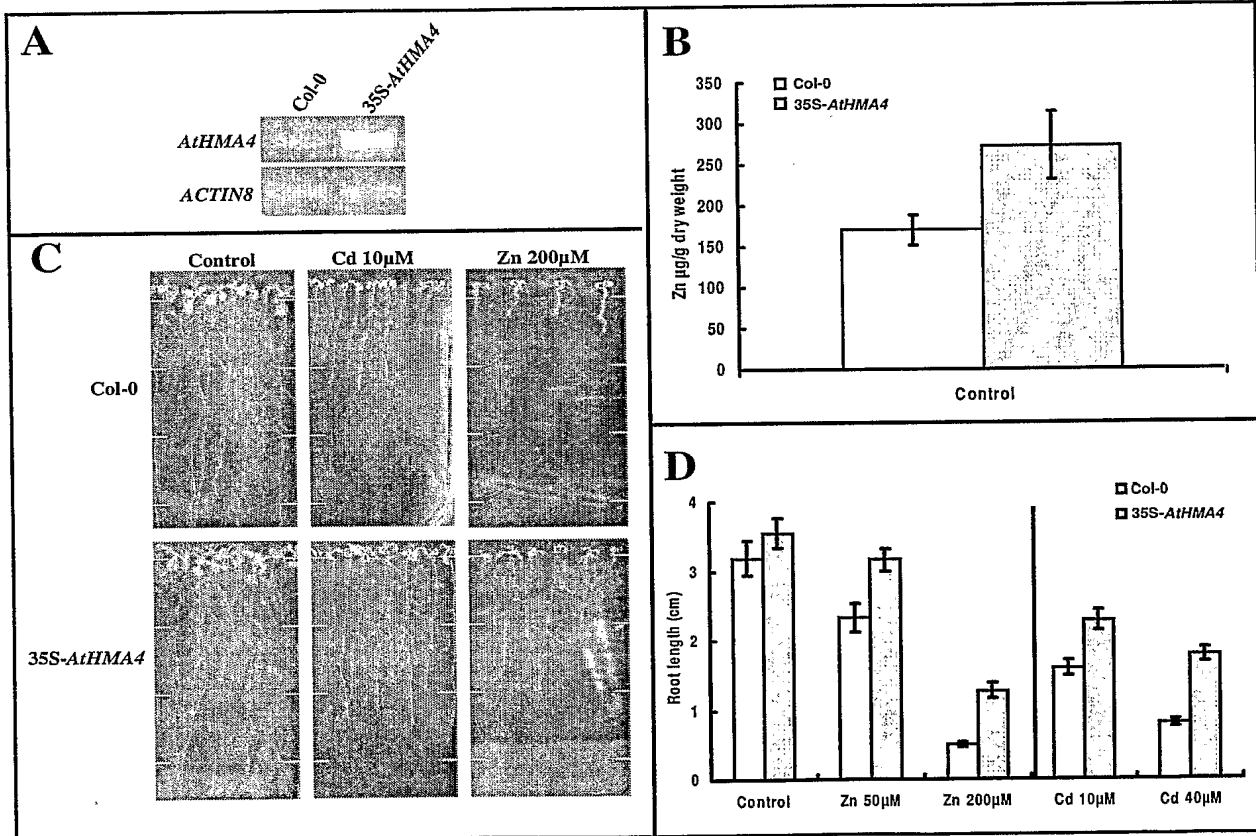 A
Col-0
35S-AtHMA4
AtHMA4
ACTIN8
B
Col-0
35S-AtHMA4
350
300
250
200
150
100
50
0
Zn µg/g dry weight
Control
C
Control
Cd 10µM
Zn 200µM
Col-0
35S-AtHMA4
D
Col-0
35S-AtHMA4
4
3
2
1
0
Root length (cm)
Control
Zn 50µM
Zn 200µM
Cd 10µM
Cd 40µM